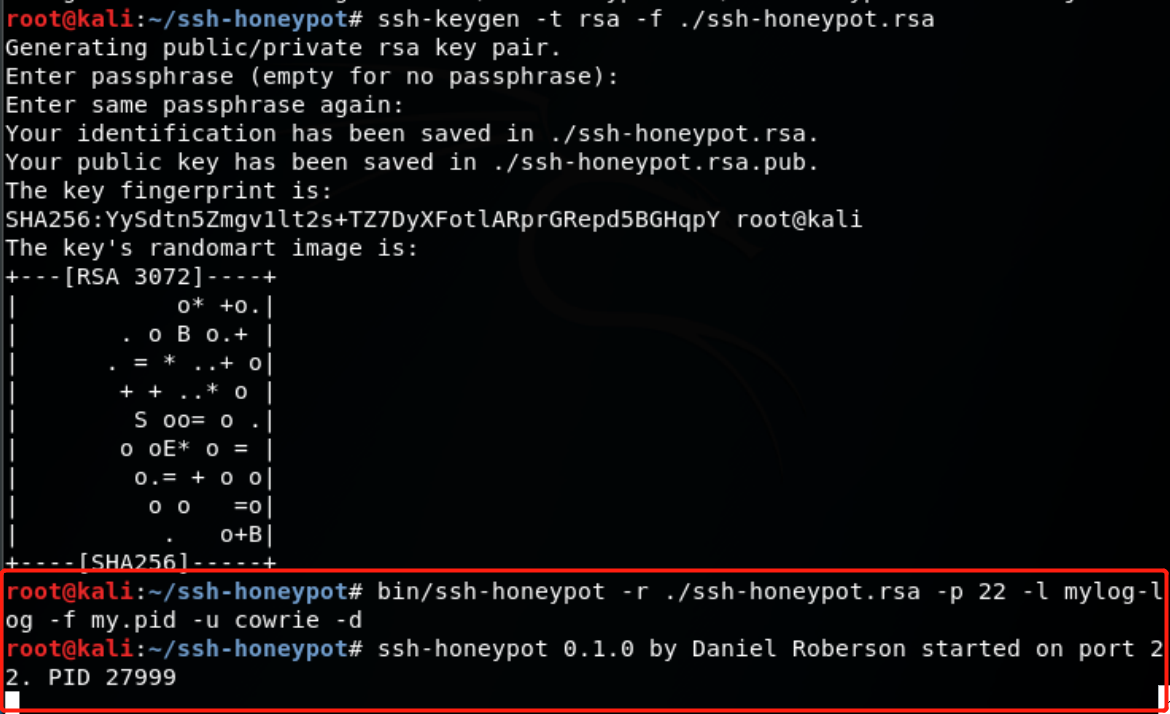 root@kali:~/ssh-honeypot# ssh-keygen -t rsa -f ./ssh-honeypot.rsa
Generating public/private rsa key pair.
Enter passphrase (empty for no passphrase):
Enter same passphrase again:
Your identification has been saved in ./ssh-honeypot.rsa.
Your public key has been saved in ./ssh-honeypot.rsa.pub.
The key fingerprint is:
SHA256:YySdtn5Zmgv1lt2s+TZ7DyXFotlARprGRepd5BGHqpY root@kali
The key's randomart image is:
+---[RSA 3072]----+
|           o* +o.|
|       . o B o.+ |
|      . = * ..+ o|
|       + + ..* o |
|        S oo= o .|
|       o oE* o = |
|        o.= + o o|
|         o o   =o|
|          .   o+B|
+----[SHA256]-----+
root@kali:~/ssh-honeypot# bin/ssh-honeypot -r ./ssh-honeypot.rsa -p 22 -l mylog-l
og -f my.pid -u cowrie -d
root@kali:~/ssh-honeypot# ssh-honeypot 0.1.0 by Daniel Roberson started on port 2
2. PID 27999